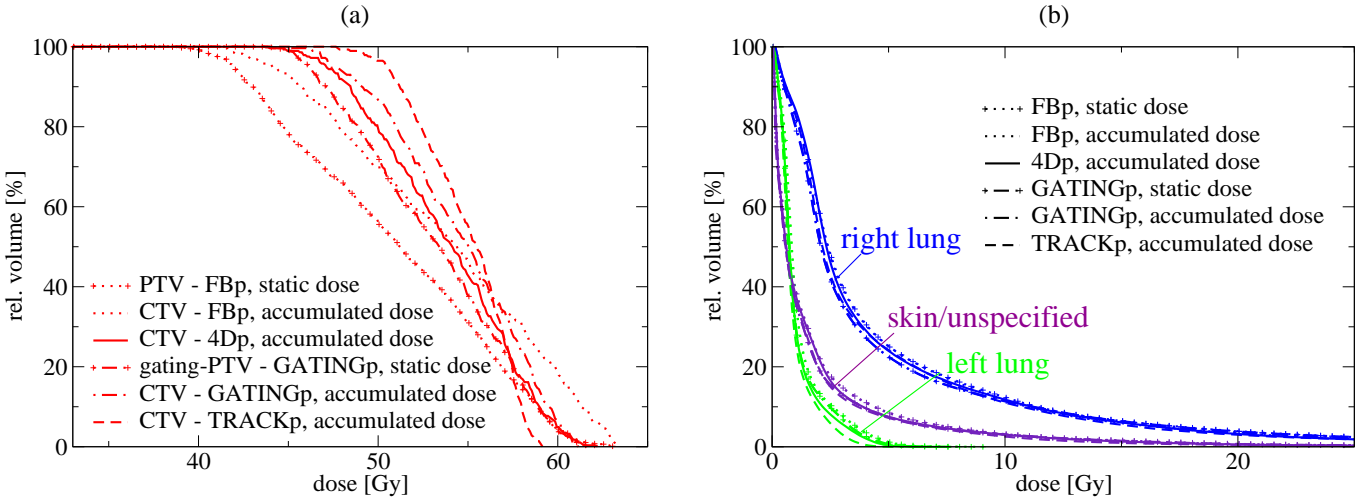 (a)
100
80
60
40
20
0
rel. volume [%]
40
50
60
dose [Gy]
PTV - FBp, static dose
CTV - FBp, accumulated dose
CTV - 4Dp, accumulated dose
gating-PTV - GATINGp, static dose
CTV - GATINGp, accumulated dose
CTV - TRACKp, accumulated dose
(b)
100
80
60
40
20
0
rel. volume [%]
0
10
20
dose [Gy]
FBp, static dose
FBp, accumulated dose
4Dp, accumulated dose
GATINGp, static dose
GATINGp, accumulated dose
TRACKp, accumulated dose
right lung
skin/unspecified
left lung